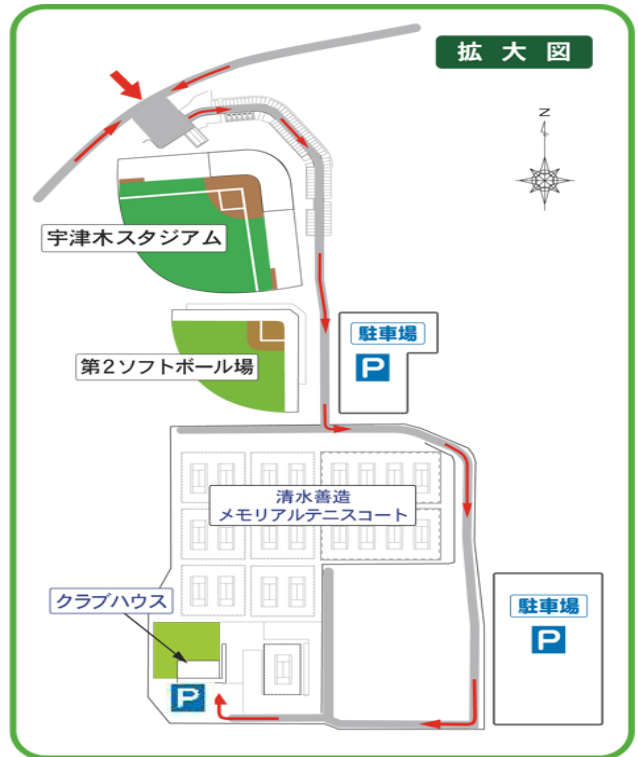 拡大図
N
宇津木スタジアム
駐車場
P
第2ソフトボール場
清水善造
メモリアルテニスコート
クラブハウス
駐車場
P
P